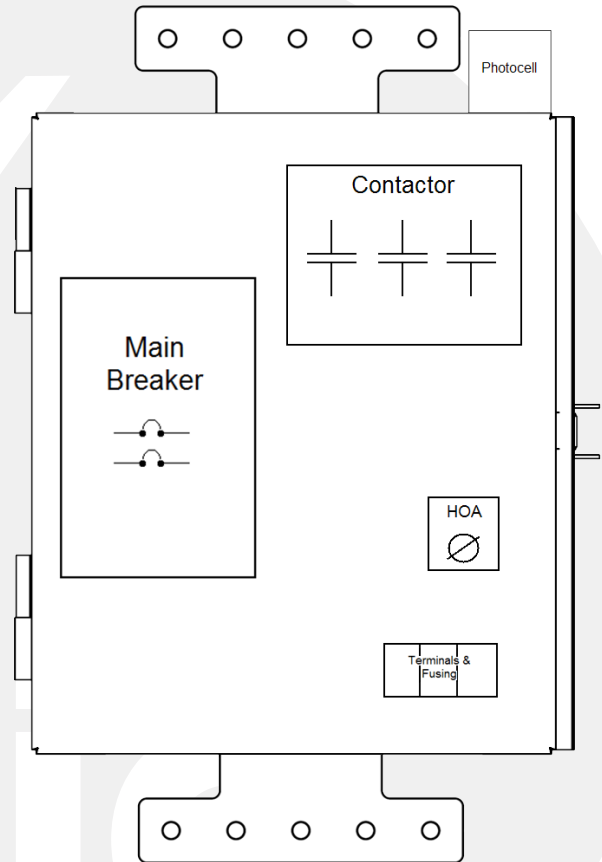 Photocell
Contactor
Main
Breaker
HOA
Terminals &
Fusing